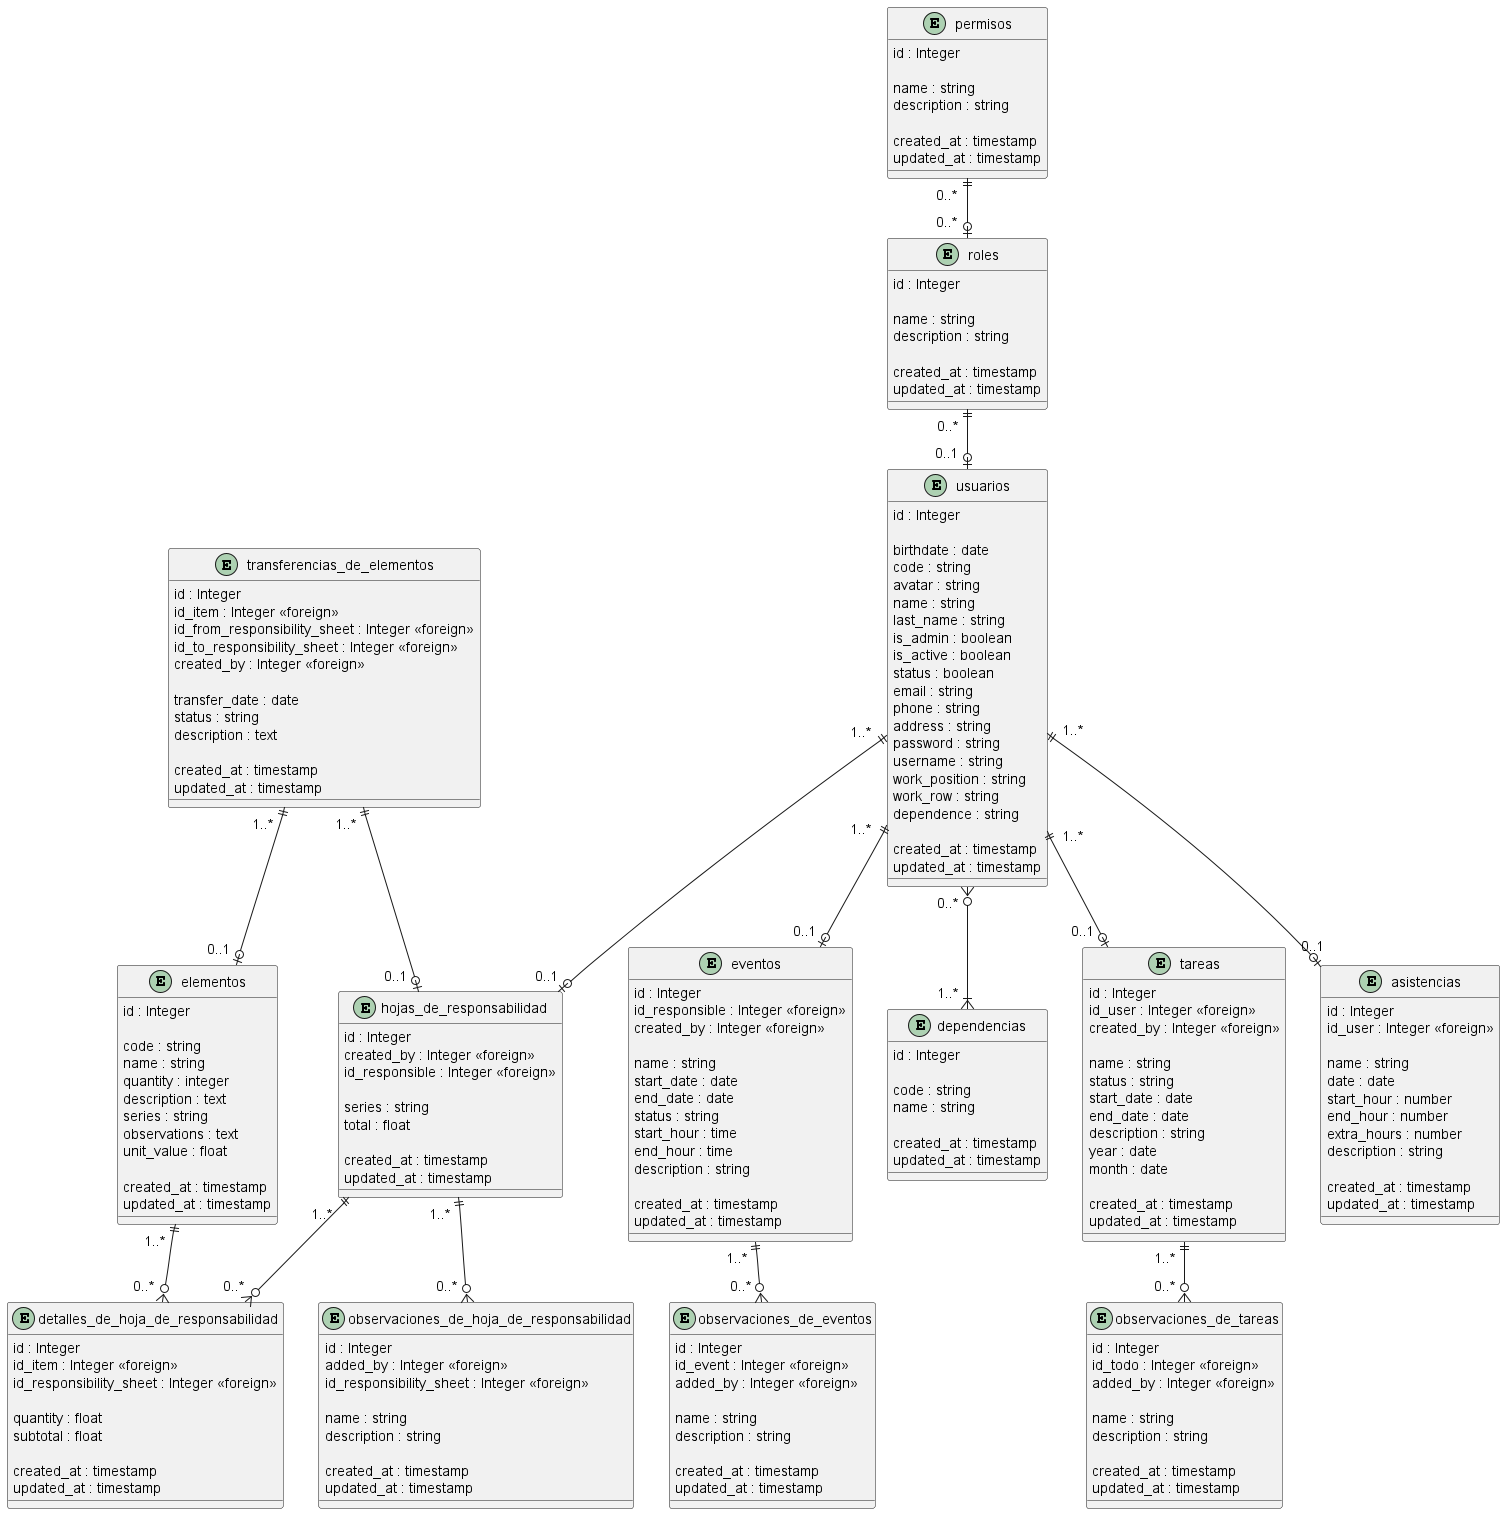 E permisos
id : Integer
name : string
description : string
created_at : timestamp
updated_at : timestamp
0..*
0..*
E roles
id : Integer
name : string
description : string
created_at : timestamp
updated_at : timestamp
0..*
0..1
E usuarios
id : Integer
birthdate : date
code : string
avatar : string
name : string
last_name : string
is_admin : boolean
is_active : boolean
status : boolean
email : string
phone : string
address : string
password : string
username : string
work_position : string
work_row : string
dependence : string
created_at : timestamp
updated_at : timestamp
E transferencias_de_elementos
id : Integer
id_item : Integer «foreign»
id_from_responsibility_sheet : Integer «foreign»
id_to_responsibility_sheet : Integer «foreign»
created_by : Integer «foreign»
transfer_date : date
status : string
description : text
created_at : timestamp
updated_at : timestamp
1..*
1..*
1..*
1..*
1..*
1..*
0..*
0..1
0..1
0..1
0..1
1..*
0..1
0..1
E elementos
id : Integer
code : string
name : string
quantity : integer
description : text
series : string
observations : text
unit_value : float
created_at : timestamp
updated_at : timestamp
E hojas_de_responsabilidad
id : Integer
created_by : Integer «foreign»
id_responsible : Integer «foreign»
series : string
total : float
created_at : timestamp
updated_at : timestamp
E eventos
id : Integer
id_responsible : Integer «foreign»
created_by : Integer «foreign»
name : string
start_date : date
end_date : date
status : string
start_hour : time
end_hour : time
description : string
created_at : timestamp
updated_at : timestamp
E dependencias
id : Integer
code : string
name : string
created_at : timestamp
updated_at : timestamp
E tareas
id : Integer
id_user : Integer «foreign»
created_by : Integer «foreign»
name : string
status : string
start_date : date
end_date : date
description : string
year : date
month : date
created_at : timestamp
updated_at : timestamp
E asistencias
id : Integer
id_user : Integer «foreign»
name : string
date : date
start_hour : number
end_hour : number
extra_hours : number
description : string
created_at : timestamp
updated_at : timestamp
1..*
1..*
1..*
1..*
1..*
0..*
0..*
0..*
0..*
0..*
E detalles_de_hoja_de_responsabilidad
id : Integer
id_item : Integer «foreign»
id_responsibility_sheet : Integer «foreign»
quantity : float
subtotal : float
created_at : timestamp
updated_at : timestamp
E observaciones_de_hoja_de_responsabilidad
id : Integer
added_by : Integer «foreign»
id_responsibility_sheet : Integer «foreign»
name : string
description : string
created_at : timestamp
updated_at : timestamp
E observaciones_de_eventos
id : Integer
id_event : Integer «foreign»
added_by : Integer «foreign»
name : string
description : string
created_at : timestamp
updated_at : timestamp
E observaciones_de_tareas
id : Integer
id_todo : Integer «foreign»
added_by : Integer «foreign»
name : string
description : string
created_at : timestamp
updated_at : timestamp